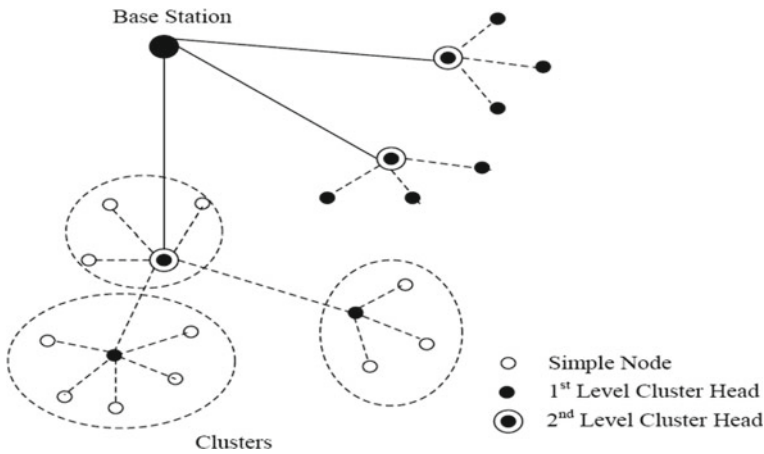 Base Station
Simple Node
1st Level Cluster Head
2nd Level Cluster Head
Clusters